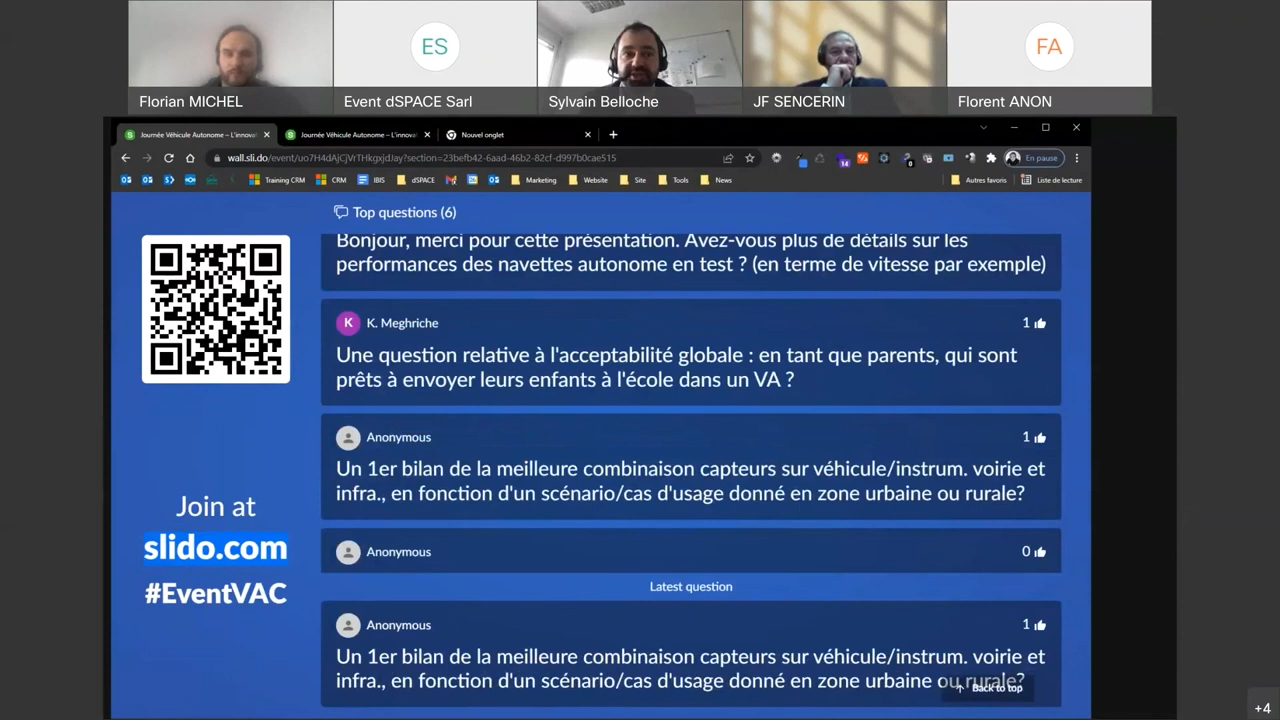 ES
FA
Florian MICHEL
Event dSPACE Sarl
Sylvain Belloche
JF SENCERIN
Florent ANON
Journée Véhicule Autonome – L'innova
Journée Véhicule Autonome – L'innova
Nouvel onglet
wall.sli.do/event/uo7H4dAjCjVrTHkgxjdJay?section=23befb42-6aad-46b2-82cf-d997b0cae515
14
En pause
Training CRM
CRM
IBIS
dSPACE
Marketing
Website
Site
Tools
News
Autres favoris
Liste de lecture
Top questions (6)
Bonjour, merci pour cette présentation. Avez-vous plus de détails sur les
performances des navettes autonome en test ? (en terme de vitesse par exemple)
K
K. Meghriche
1
Une question relative à l'acceptabilité globale : en tant que parents, qui sont
prêts à envoyer leurs enfants à l'école dans un VA ?
Anonymous
1
Un 1er bilan de la meilleure combinaison capteurs sur véhicule/instrum. voirie et
infra., en fonction d'un scénario/cas d'usage donné en zone urbaine ou rurale?
Anonymous
0
Latest question
Anonymous
1
Un 1er bilan de la meilleure combinaison capteurs sur véhicule/instrum. voirie et
infra., en fonction d'un scénario/cas d'usage donné en zone urbaine ou rurale?
Back to top
Join at
slido.com
#EventVAC
+4